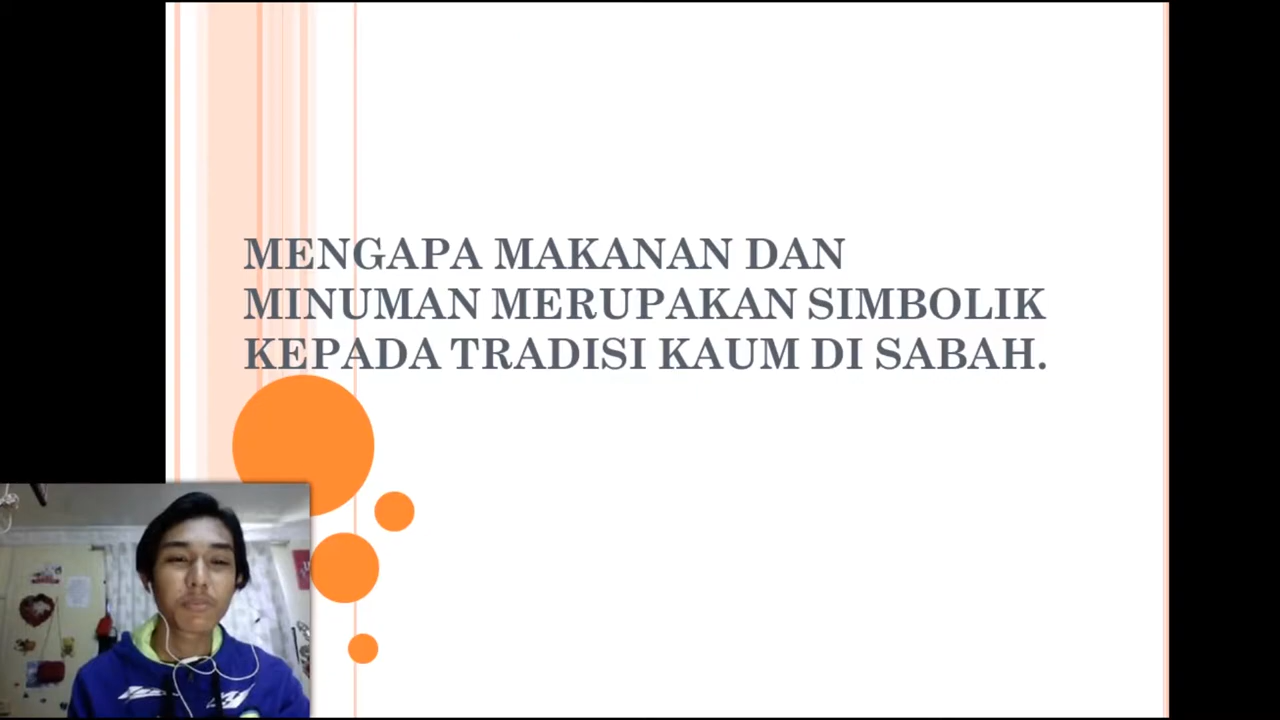 MENGAPA MAKANAN DAN
MINUMAN MERUPAKAN SIMBOLIK
KEPADA TRADISI KAUM DI SABAH.